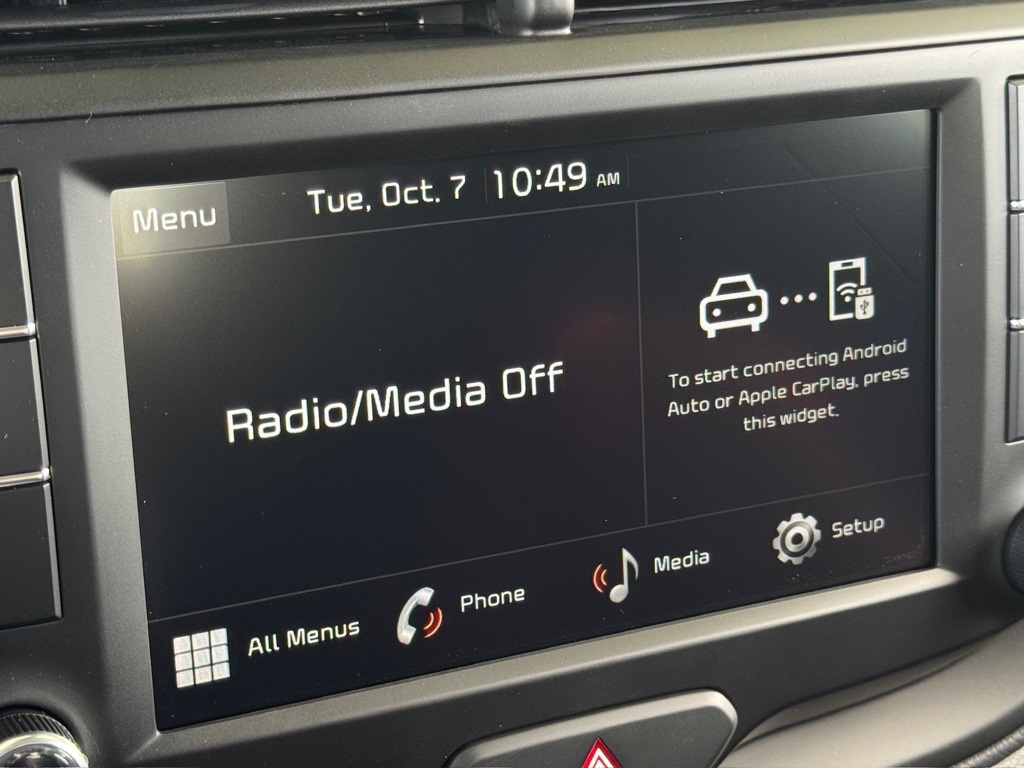 Menu
Tue, Oct. 7 10:49 AM
Radio/Media Off
To start connecting Android
Auto or Apple CarPlay, press
this widget.
All Menus
Phone
Media
Setup